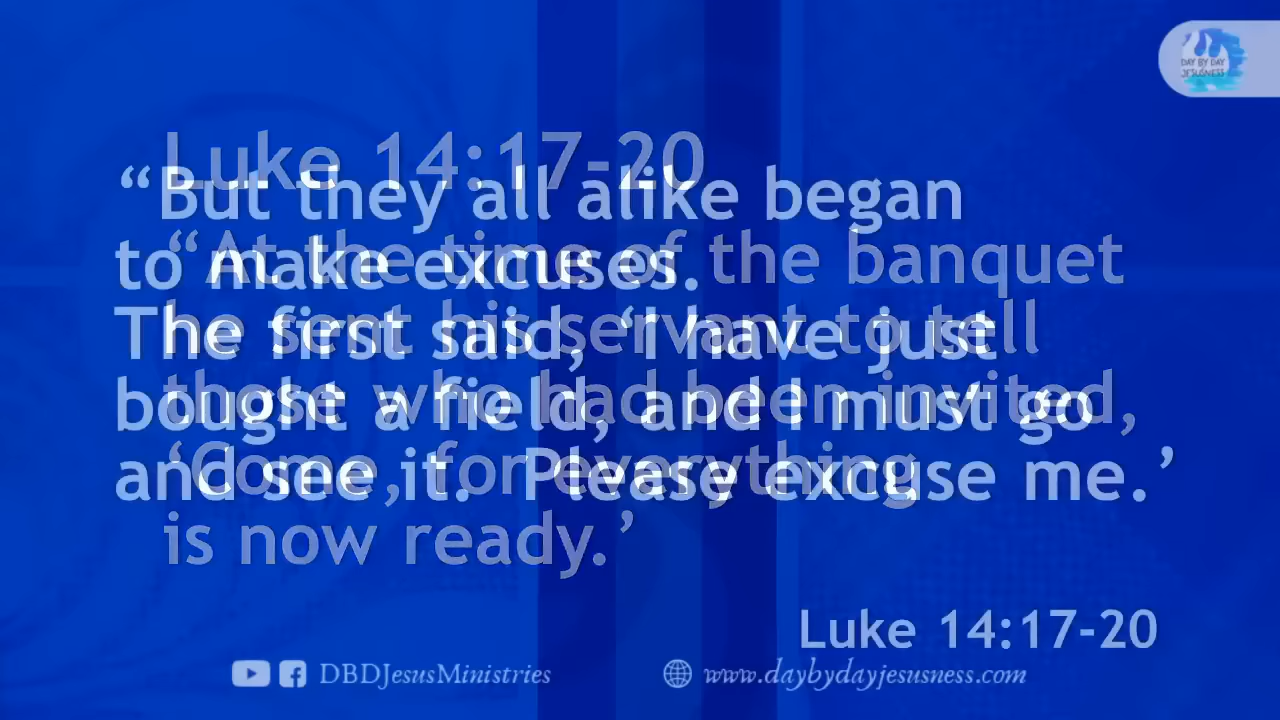 DAY BY DAY
JESUSNESS
Luke 14:17-20
“At the time of the banquet
he sent his servant to tell
those who had been invited,
‘Come, for everything
is now ready.’
“But they all alike began
to make excuses.
The first said, ‘I have just
bought a field, and I must go
and see it. Please excuse me.’
Luke 14:17-20
DBDJesusMinistries
www.daybydayjesusness.com